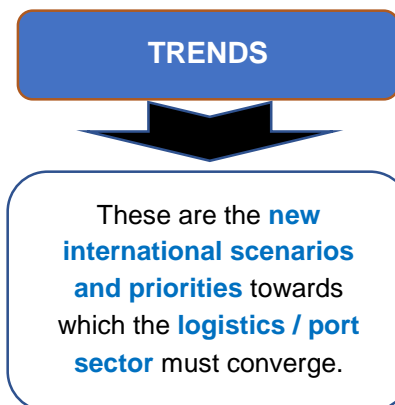 TRENDS
These are the new
international scenarios
and priorities towards
which the logistics / port
sector must converge.